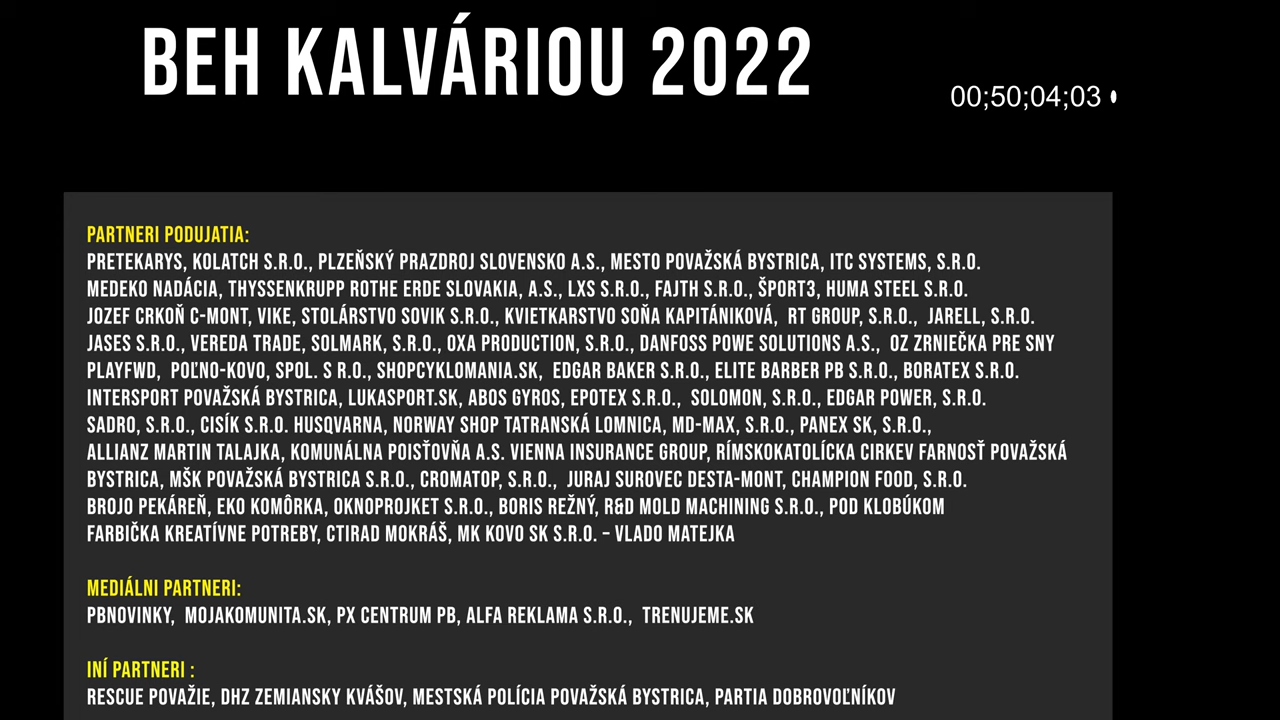 BEH KALVÁRIOU 2022
00;50;04;03
PARTNERI PODUJATIA:
PRETEKARYS, KOLATCH S.R.O., PLZEŇSKÝ PRAZDROJ SLOVENSKO A.S., MESTO POVAŽSKÁ BYSTRICA, ITC SYSTEMS, S.R.O.
MEDEKO NADÁCIA, THYSSENKRUPP ROTHE ERDE SLOVAKIA, A.S., LXS S.R.O., FAJTH S.R.O., ŠPORT3, HUMA STEEL S.R.O.
JOZEF CRKOŇ C-MONT, VIKE, STOLÁRSTVO SOVIK S.R.O., KVIETKARSTVO SOŇA KAPITÁNIKOVÁ, RT GROUP, S.R.O., JARELL, S.R.O.
JASES S.R.O., VEREDA TRADE, SOLMARK, S.R.O., OXA PRODUCTION, S.R.O., DANFOSS POWE SOLUTIONS A.S., OZ ZRNIEČKA PRE SNY
PLAYFWD, POĽNO-KOVO, SPOL. S R.O., SHOPCYKLOMANIA.SK, EDGAR BAKER S.R.O., ELITE BARBER PB S.R.O., BORATEX S.R.O.
INTERSPORT POVAŽSKÁ BYSTRICA, LUKASPORT.SK, ABOS GYROS, EPOTEX S.R.O., SOLOMON, S.R.O., EDGAR POWER, S.R.O.
SADRO, S.R.O., CISÍK S.R.O. HUSQVARNA, NORWAY SHOP TATRANSKÁ LOMNICA, MD-MAX, S.R.O., PANEX SK, S.R.O.,
ALLIANZ MARTIN TALAJKA, KOMUNÁLNA POISŤOVŇA A.S. VIENNA INSURANCE GROUP, RÍMSKOKATOLÍCKA CIRKEV FARNOSŤ POVAŽSKÁ
BYSTRICA, MŠK POVAŽSKÁ BYSTRICA S.R.O., CROMATOP, S.R.O., JURAJ SUROVEC DESTA-MONT, CHAMPION FOOD, S.R.O.
BROJO PEKÁREŇ, EKO KOMÔRKA, OKNOPROJKET S.R.O., BORIS REŽNÝ, R&D MOLD MACHINING S.R.O., POD KLOBÚKOM
FARBIČKA KREATÍVNE POTREBY, CTIRAD MOKRÁŠ, MK KOVO SK S.R.O. – VLADO MATEJKA
MEDIÁLNI PARTNERI:
PBNOVINKY, MOJAKOMUNITA.SK, PX CENTRUM PB, ALFA REKLAMA S.R.O., TRENUJEME.SK
INÍ PARTNERI :
RESCUE POVAŽIE, DHZ ZEMIANSKY KVÁŠOV, MESTSKÁ POLÍCIA POVAŽSKÁ BYSTRICA, PARTIA DOBROVOĽNÍKOV